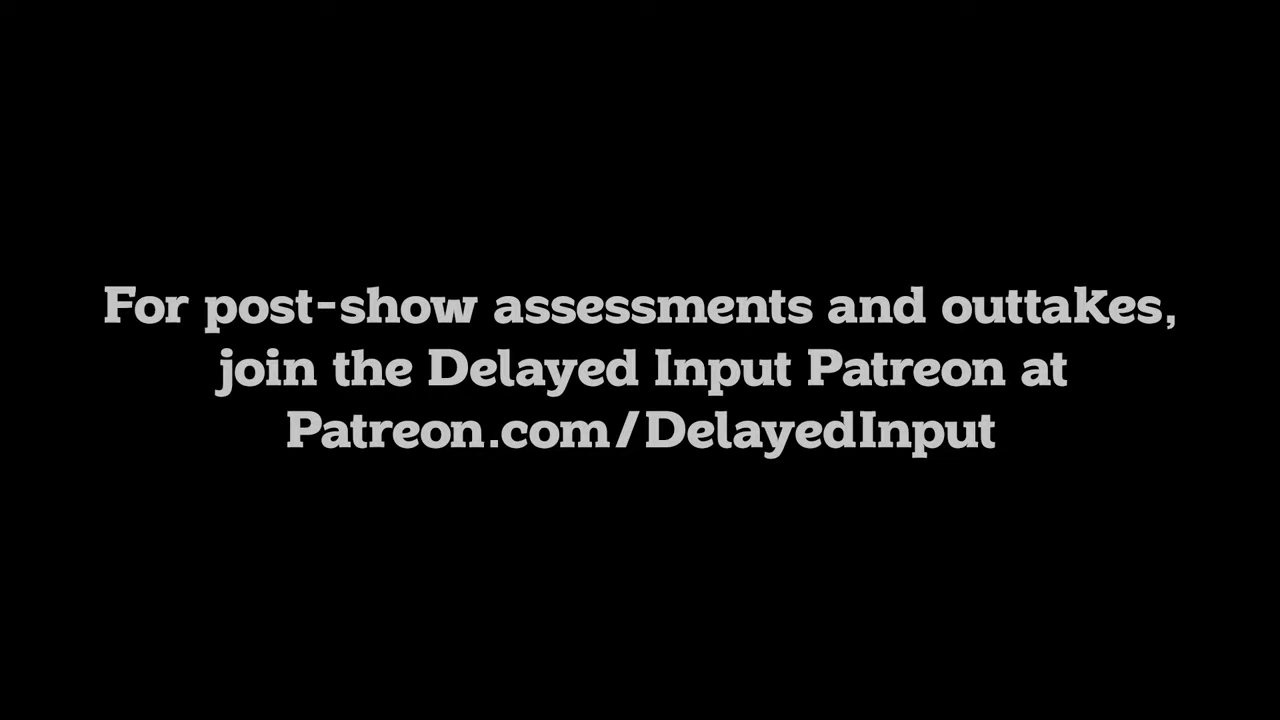 For post-show assessments and outtakes,
join the Delayed Input Patreon at
Patreon.com/DelayedInput